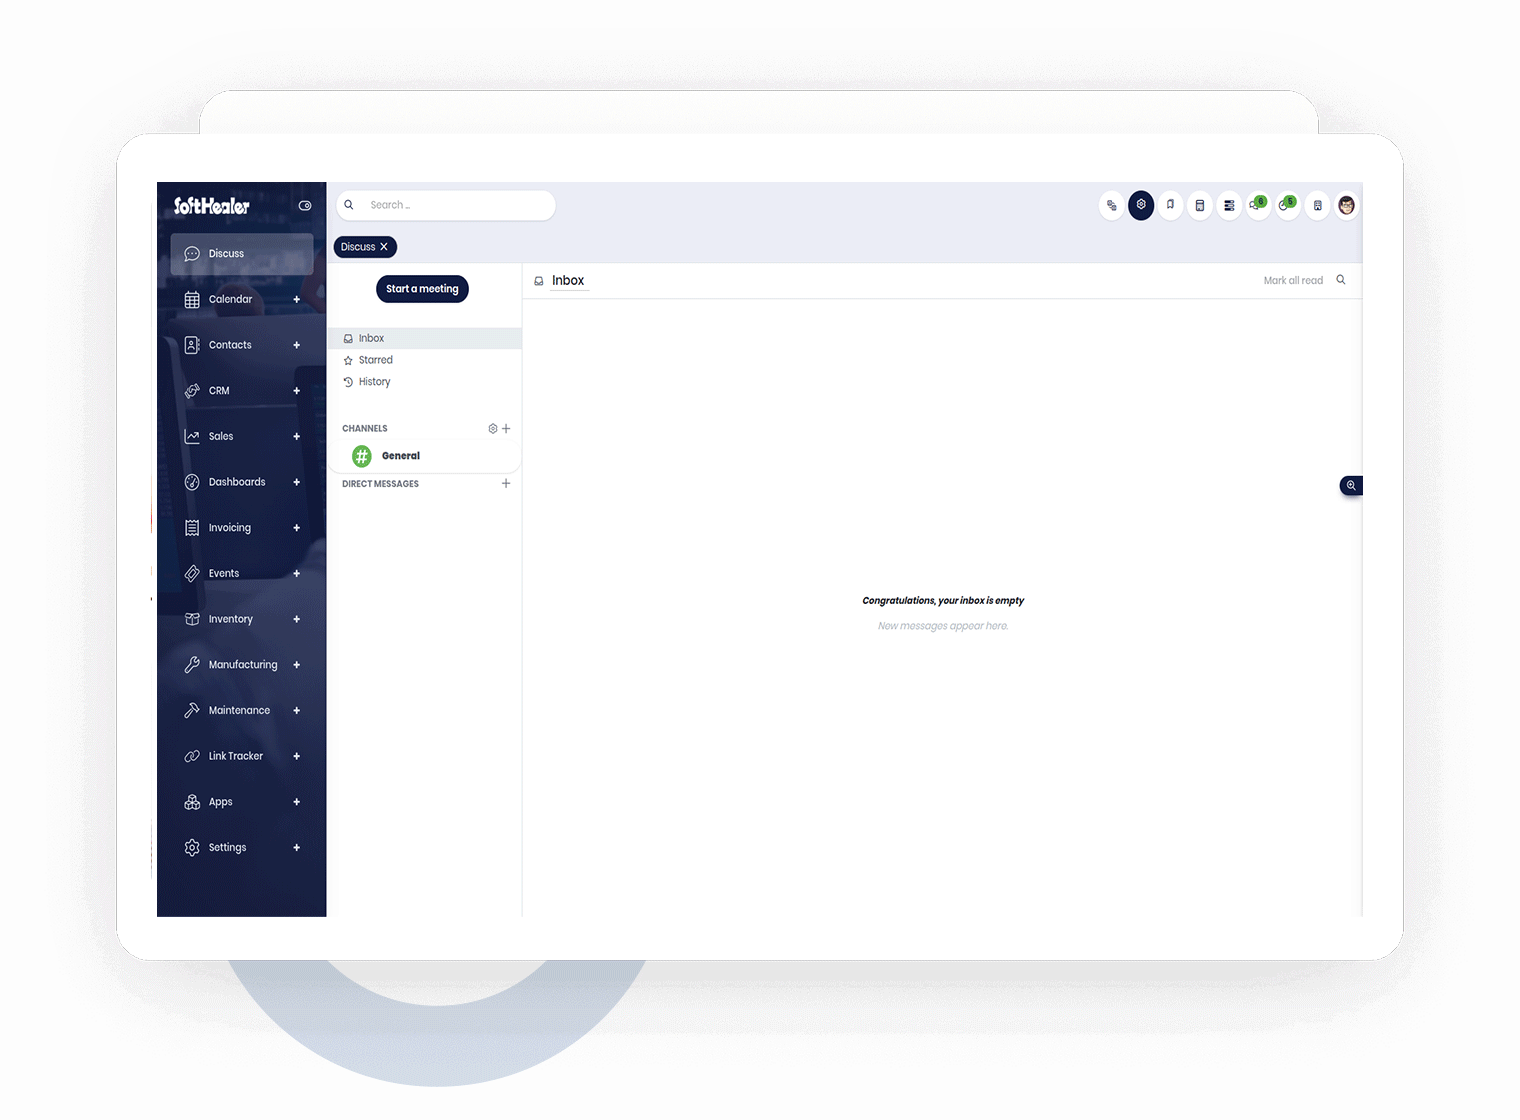 SoftHealer
Search ...
6
5
Discuss
Discuss
Calendar
Contacts
CRM
Sales
Dashboards
Invoicing
Events
Inventory
Manufacturing
Maintenance
Link Tracker
Apps
Settings
Start a meeting
Inbox
Starred
History
CHANNELS
# General
DIRECT MESSAGES
Inbox
Mark all read
Congratulations, your inbox is empty
New messages appear here.